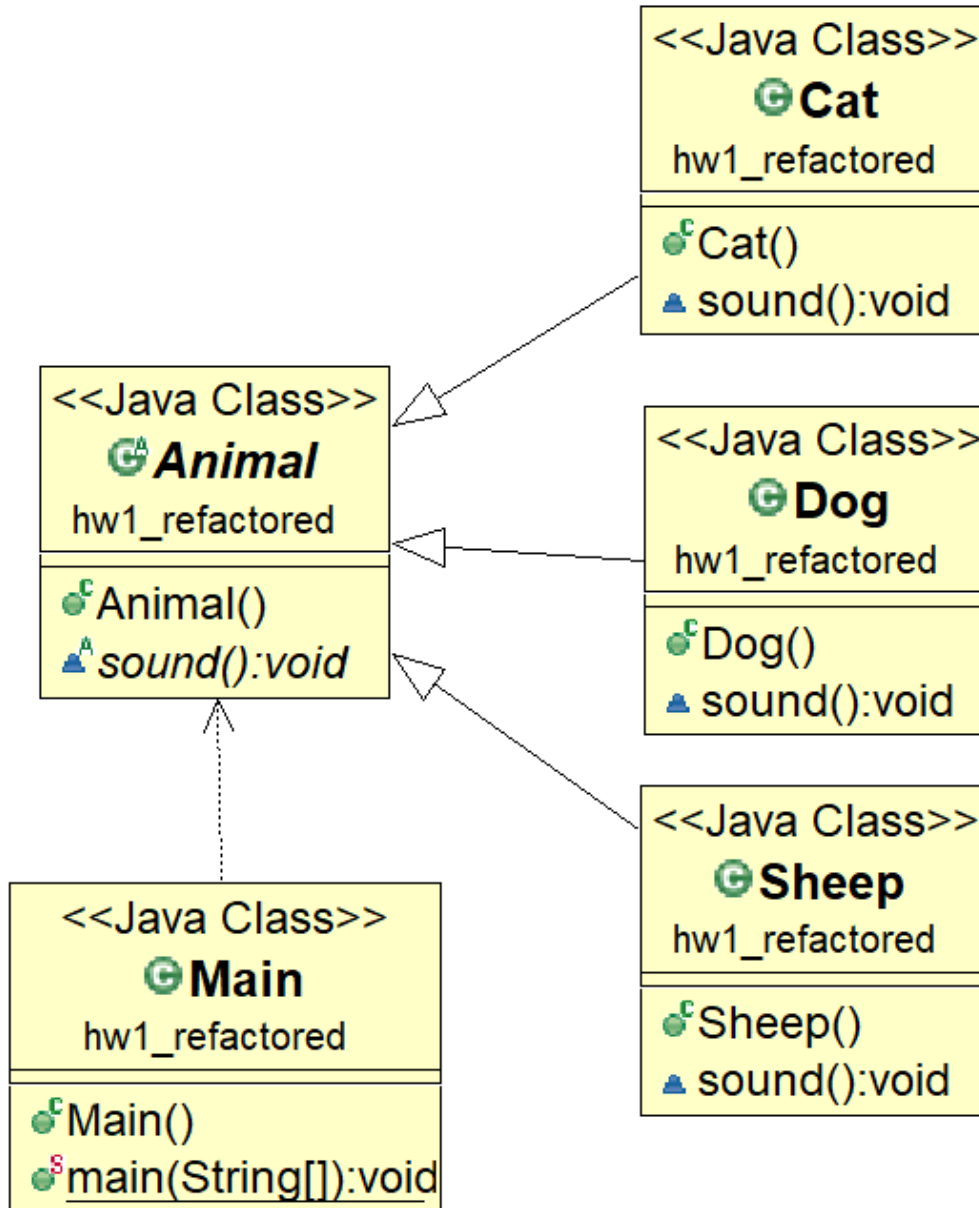 <<Java Class>>
Cat
hw1_refactored
Cat()
sound():void
<<Java Class>>
Animal
hw1_refactored
Animal()
sound():void
<<Java Class>>
Dog
hw1_refactored
Dog()
sound():void
<<Java Class>>
Sheep
hw1_refactored
Sheep()
sound():void
<<Java Class>>
Main
hw1_refactored
Main()
main(String[]):void